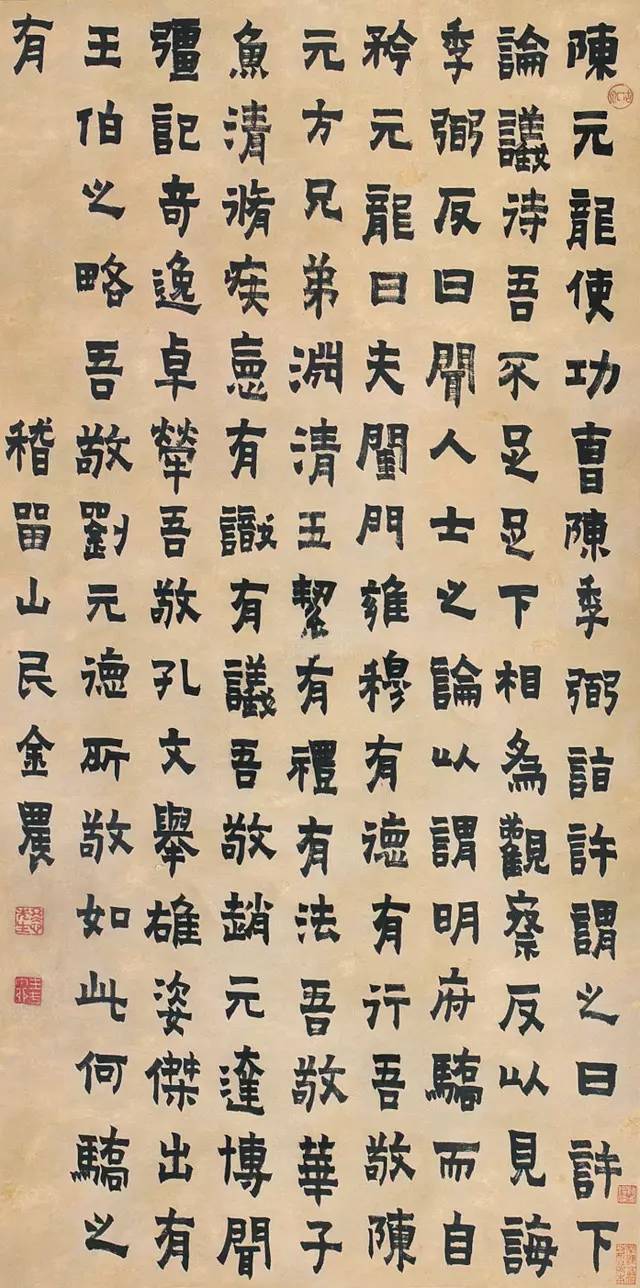 陳元龍使功曹陳季弼詣許謂之曰許下
論議待吾不足足下相為觀察反以見誨
季弼反曰聞人士之論以謂明府驕而自
矜元龍曰夫閨門雍穆有德有行吾敬陳
元方兄弟淵清玉絜有禮有法吾敬華子
魚清脩疾惡有識有議吾敬趙元達博聞
彊記奇逸卓犖吾敬孔文舉雄姿傑出有
王伯之略吾敬劉元德所敬如此何驕之
有 稽留山民金農